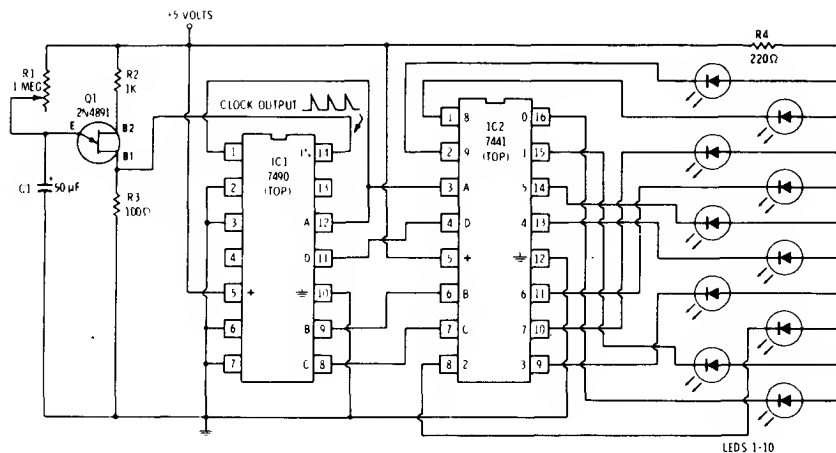 +5 VOLTS
R1
1 MEG
Q1
2N4891
R2
1K
E
B2
B1
C1
+
50 µF
R3
100Ω
CLOCK OUTPUT
IC1
7490
(TOP)
1
2
3
4
5
+
6
7
14
13
12
A
11
D
10
9
B
8
C
IC2
7441
(TOP)
1
8
2
9
3
A
4
D
5
+
6
B
7
C
8
2
0
16
1
15
5
14
4
13
12
6
11
7
10
3
9
R4
220Ω
LEDS 1-10